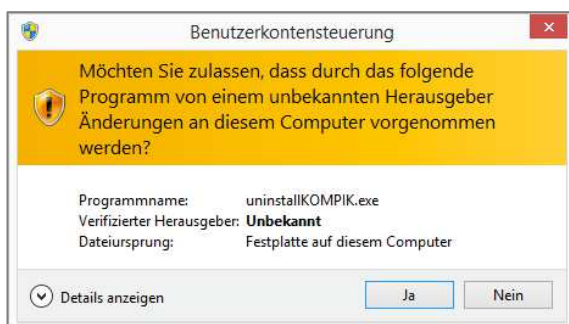 Benutzerkontensteuerung
Möchten Sie zulassen, dass durch das folgende
Programm von einem unbekannten Herausgeber
Änderungen an diesem Computer vorgenommen
werden?
Programmname: uninstallKOMPIK.exe
Verifizierter Herausgeber: Unbekannt
Dateiursprung: Festplatte auf diesem Computer
Details anzeigen Ja Nein